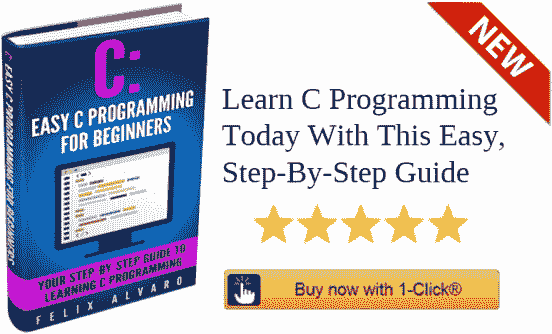 C:
EASY C PROGRAMMING
FOR BEGINNERS
YOUR STEP BY STEP GUIDE TO
LEARNING C PROGRAMMING
FELIX ALVARO
C: EASY C PROGRAMMING FOR BEGINNERS
NEW
Learn C Programming
Today With This Easy,
Step-By-Step Guide
Buy now with 1-Click®